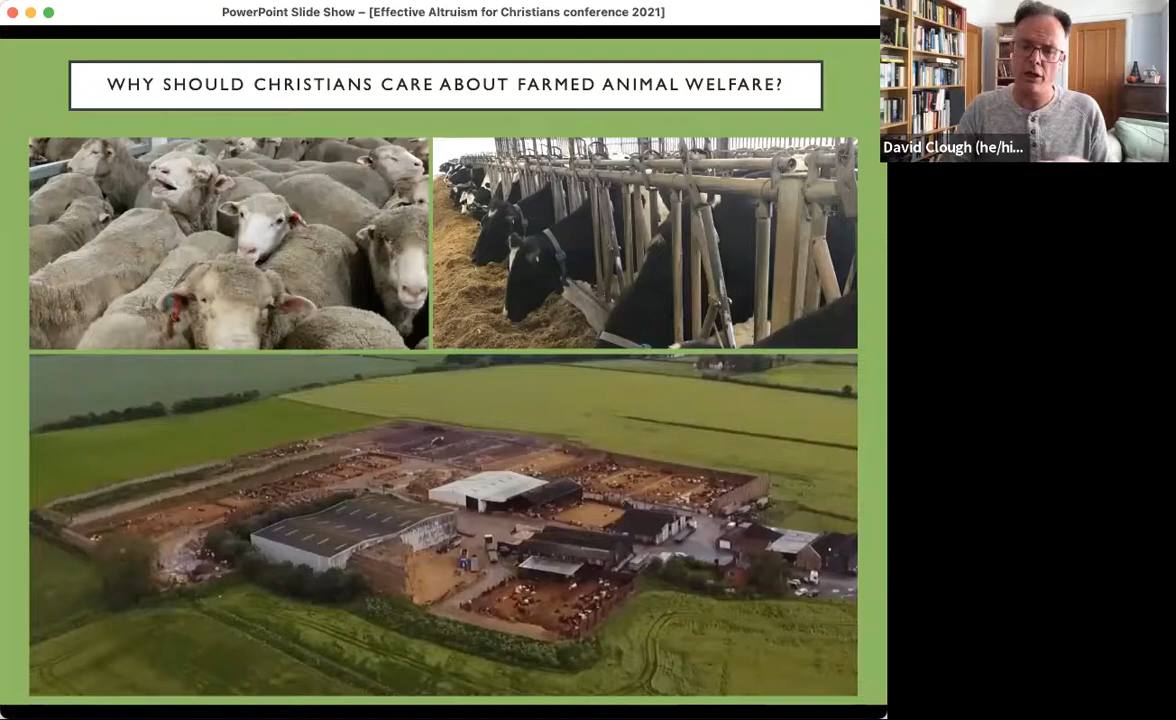 PowerPoint Slide Show – [Effective Altruism for Christians conference 2021]
WHY SHOULD CHRISTIANS CARE ABOUT FARMED ANIMAL WELFARE?
David Clough (he/hi...